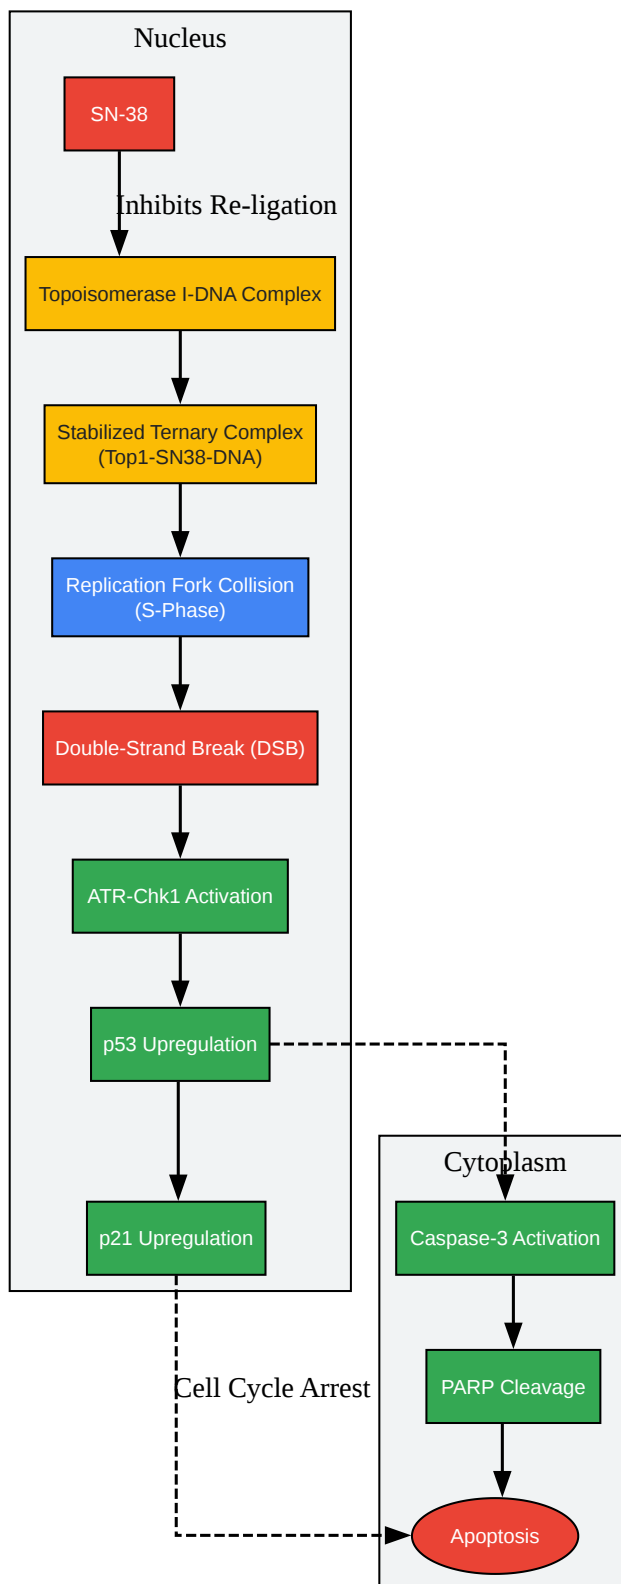 Nucleus
SN-38
Inhibits Re-ligation
Topoisomerase I-DNA Complex
Stabilized Ternary Complex
(Top1-SN38-DNA)
Replication Fork Collision
(S-Phase)
Double-Strand Break (DSB)
ATR-Chk1 Activation
p53 Upregulation
Cytoplasm
p21 Upregulation
Caspase-3 Activation
Cell Cycle Arrest
PARP Cleavage
Apoptosis